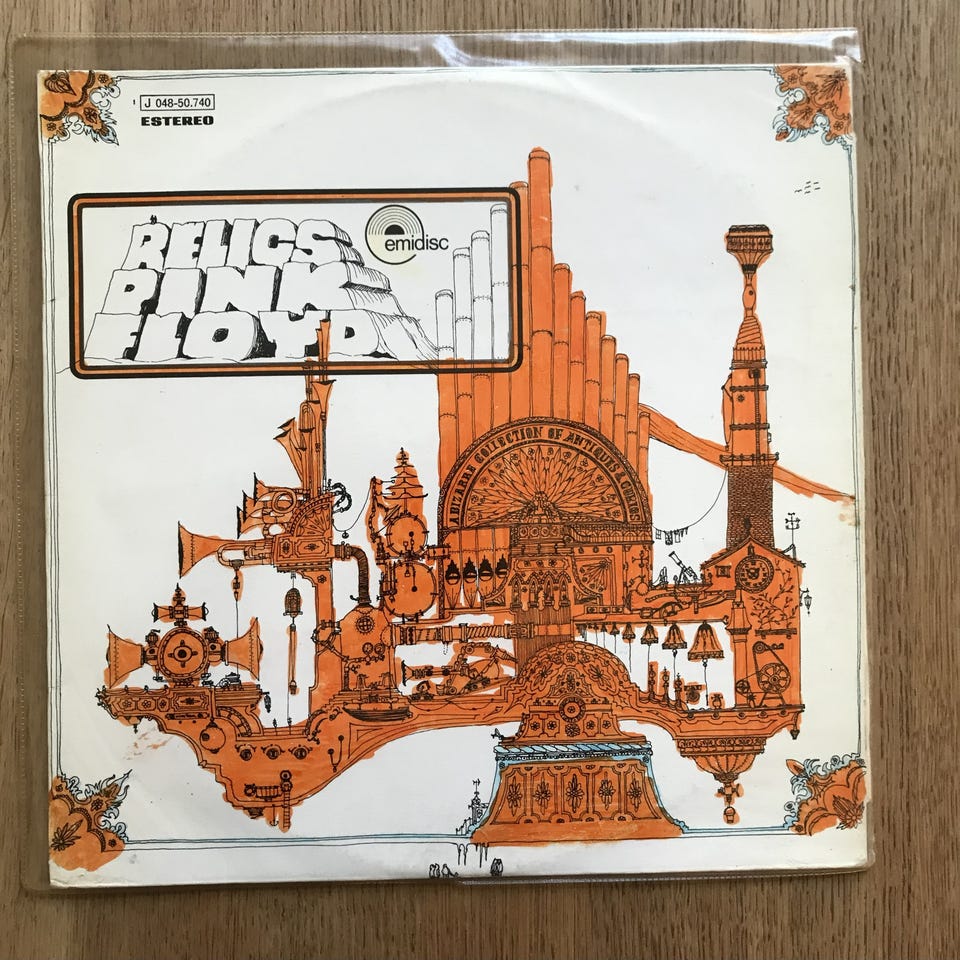 J 048-50.740
ESTEREO
RELICS
emidisc
PINK
FLOYD
A BIZARRE COLLECTION OF ANTIQUES & CURIOS